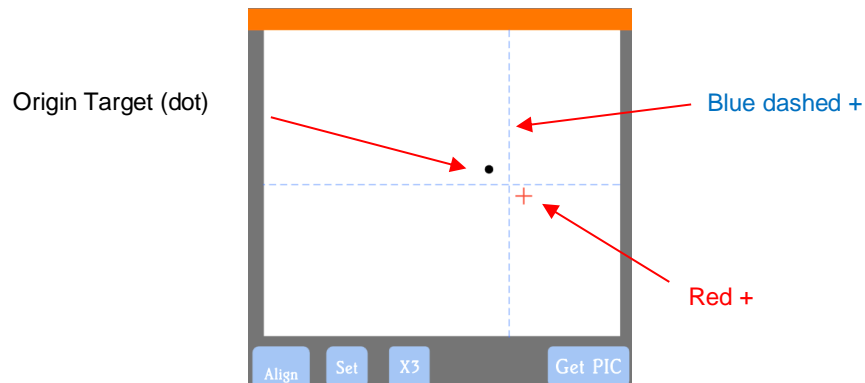 Origin Target (dot)
Blue dashed +
Red +
Align
Set
X3
Get PIC